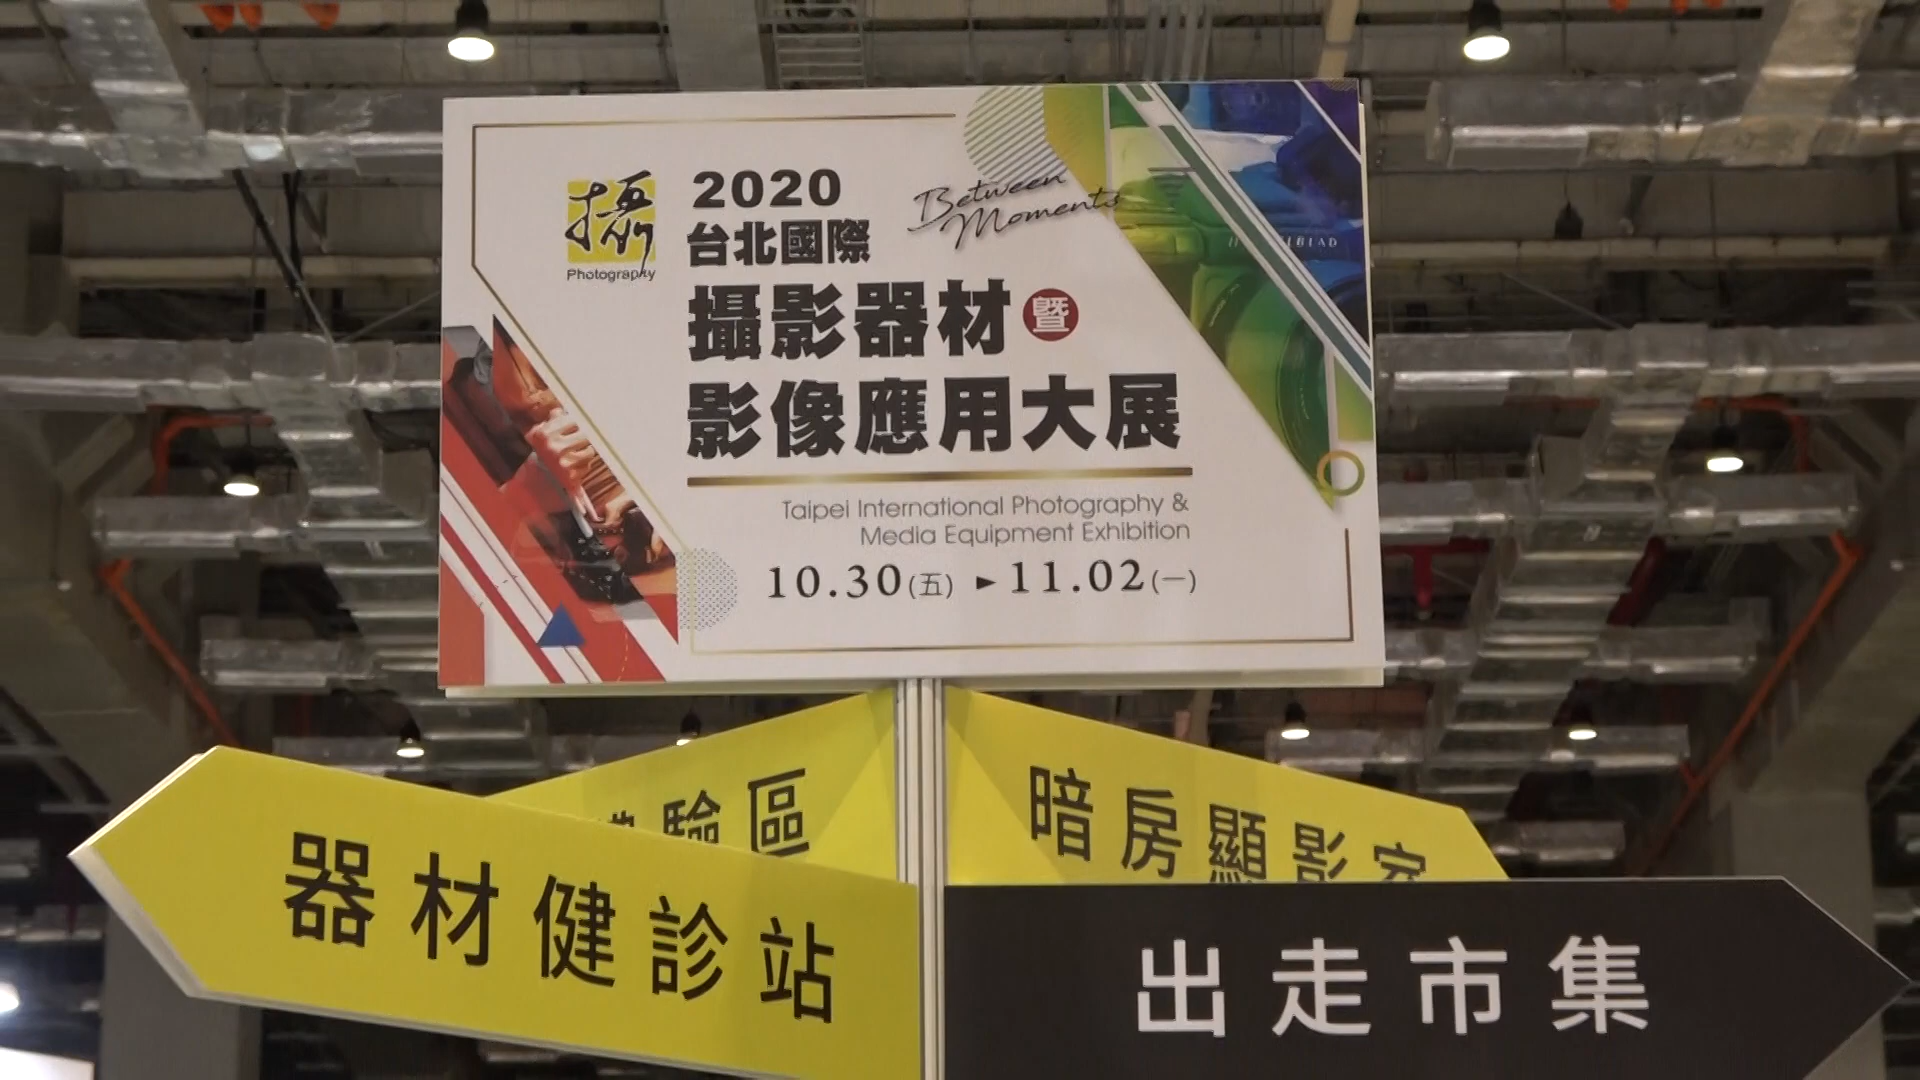 攝
Photography
2020
台北國際
Between
Moments
攝影器材暨
影像應用大展
Taipei International Photography &
Media Equipment Exhibition
10.30(五) ► 11.02(一)
驗區
暗房顯影室
器材健診站
出走市集